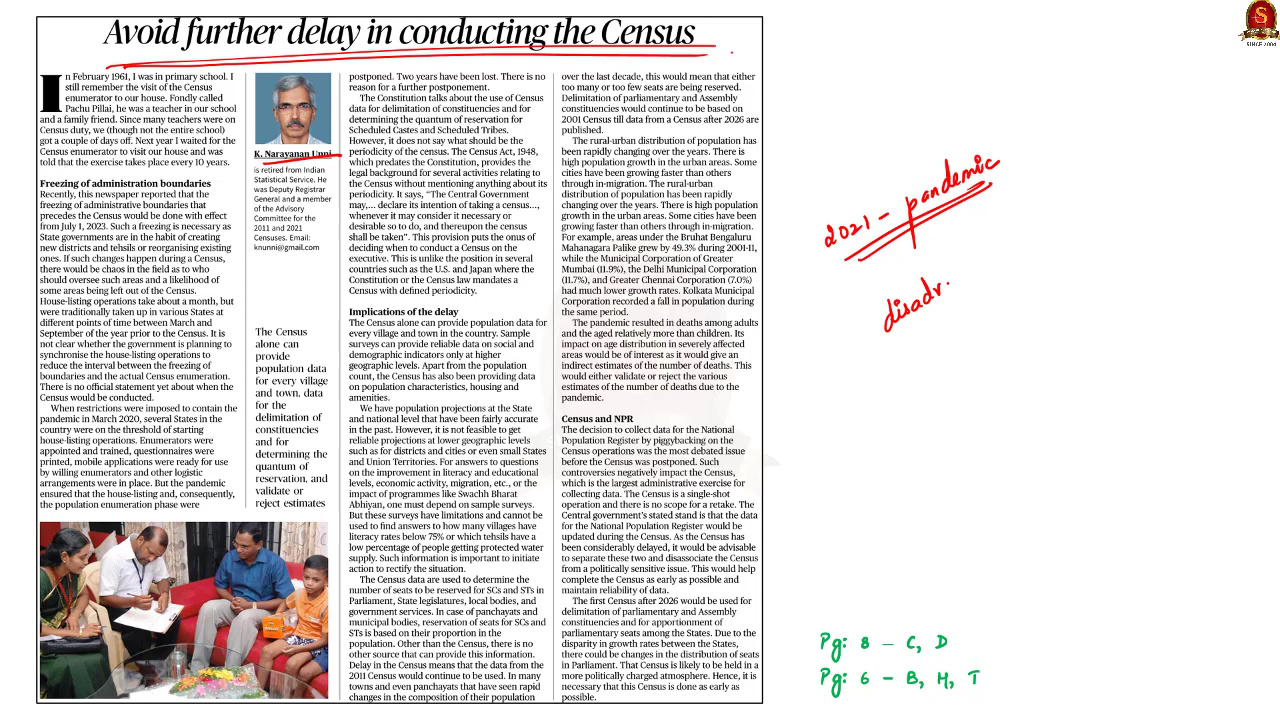 Avoid further delay in conducting the Census
In February 1961, I was in primary school. I
still remember the visit of the Census
enumerator to our house. Fondly called
Pachu Pillai, he was a teacher in our school
and a family friend. Since many teachers were on
Census duty, we (though not the entire school)
got a couple of days off. Next year I waited for the
Census enumerator to visit our house and was
told that the exercise takes place every 10 years.
Freezing of administration boundaries
Recently, this newspaper reported that the
freezing of administrative boundaries that
precedes the Census would be done with effect
from July 1, 2023. Such a freezing is necessary as
State governments are in the habit of creating
new districts and tehsils or reorganising existing
ones. If such changes happen during a Census,
there would be chaos in the field as to who
should oversee such areas and a likelihood of
some areas being left out of the Census.
House-listing operations take about a month, but
were traditionally taken up in various States at
different points of time between March and
September of the year prior to the Census. It is
not clear whether the government is planning to
synchronise the house-listing operations to
reduce the interval between the freezing of
boundaries and the actual Census enumeration.
There is no official statement yet about when the
Census would be conducted.
When restrictions were imposed to contain the
pandemic in March 2020, several States in the
country were on the threshold of starting
house-listing operations. Enumerators were
appointed and trained, questionnaires were
printed, mobile applications were ready for use
by willing enumerators and other logistic
arrangements were in place. But the pandemic
ensured that the house-listing and, consequently,
the population enumeration phase were
K. Narayanan Unni
is retired from Indian
Statistical Service. He
was Deputy Registrar
General and a member
of the Advisory
Committee for the
2011 and 2021
Censuses. Email:
knunni@gmail.com
The Census
alone can
provide
population data
for every village
and town, data
for the
delimitation of
constituencies
and for
determining the
quantum of
reservation, and
validate or
reject estimates
postponed. Two years have been lost. There is no
reason for a further postponement.
The Constitution talks about the use of Census
data for delimitation of constituencies and for
determining the quantum of reservation for
Scheduled Castes and Scheduled Tribes.
However, it does not say what should be the
periodicity of the census. The Census Act, 1948,
which predates the Constitution, provides the
legal background for several activities relating to
the Census without mentioning anything about its
periodicity. It says, "The Central Government
may,... declare its intention of taking a census...,
whenever it may consider it necessary or
desirable so to do, and thereupon the census
shall be taken". This provision puts the onus of
deciding when to conduct a Census on the
executive. This is unlike the position in several
countries such as the U.S. and Japan where the
Constitution or the Census law mandates a
Census with defined periodicity.
Implications of the delay
The Census alone can provide population data for
every village and town in the country. Sample
surveys can provide reliable data on social and
demographic indicators only at higher
geographic levels. Apart from the population
count, the Census has also been providing data
on population characteristics, housing and
amenities.
We have population projections at the State
and national level that have been fairly accurate
in the past. However, it is not feasible to get
reliable projections at lower geographic levels
such as for districts and cities or even small States
and Union Territories. For answers to questions
on the improvement in literacy and educational
levels, economic activity, migration, etc., or the
impact of programmes like Swachh Bharat
Abhiyan, one must depend on sample surveys.
But these surveys have limitations and cannot be
used to find answers to how many villages have
literacy rates below 75% or which tehsils have a
low percentage of people getting protected water
supply. Such information is important to initiate
action to rectify the situation.
The Census data are used to determine the
number of seats to be reserved for SCs and STs in
Parliament, State legislatures, local bodies, and
government services. In case of panchayats and
municipal bodies, reservation of seats for SCs and
STs is based on their proportion in the
population. Other than the Census, there is no
other source that can provide this information.
Delay in the Census means that the data from the
2011 Census would continue to be used. In many
towns and even panchayats that have seen rapid
changes in the composition of their population
over the last decade, this would mean that either
too many or too few seats are being reserved.
Delimitation of parliamentary and Assembly
constituencies would continue to be based on
2001 Census till data from a Census after 2026 are
published.
The rural-urban distribution of population has
been rapidly changing over the years. There is
high population growth in the urban areas. Some
cities have been growing faster than others
through in-migration. The rural-urban
distribution of population has been rapidly
changing over the years. There is high population
growth in the urban areas. Some cities have been
growing faster than others through in-migration.
For example, areas under the Bruhat Bengaluru
Mahanagara Palike grew by 49.3% during 2001-11,
while the Municipal Corporation of Greater
Mumbai (11.9%), the Delhi Municipal Corporation
(11.7%), and Greater Chennai Corporation (7.0%)
had much lower growth rates. Kolkata Municipal
Corporation recorded a fall in population during
the same period.
The pandemic resulted in deaths among adults
and the aged relatively more than children. Its
impact on age distribution in severely affected
areas would be of interest as it would give an
indirect estimates of the number of deaths. This
would either validate or reject the various
estimates of the number of deaths due to the
pandemic.
Census and NPR
The decision to collect data for the National
Population Register by piggybacking on the
Census operations was the most debated issue
before the Census was postponed. Such
controversies negatively impact the Census,
which is the largest administrative exercise for
collecting data. The Census is a single-shot
operation and there is no scope for a retake. The
Central government's stated stand is that the data
for the National Population Register would be
updated during the Census. As the Census has
been considerably delayed, it would be advisable
to separate these two and disassociate the Census
from a politically sensitive issue. This would help
complete the Census as early as possible and
maintain reliability of data.
The first Census after 2026 would be used for
delimitation of parliamentary and Assembly
constituencies and for apportionment of
parliamentary seats among the States. Due to the
disparity in growth rates between the States,
there could be changes in the distribution of seats
in Parliament. That Census is likely to be held in a
more politically charged atmosphere. Hence, it is
necessary that this Census is done as early as
possible.
2021 - pandemic
disadv.
Pg: 8 - C, D
Pg: 6 - B, H, T
S
SINCE 2004